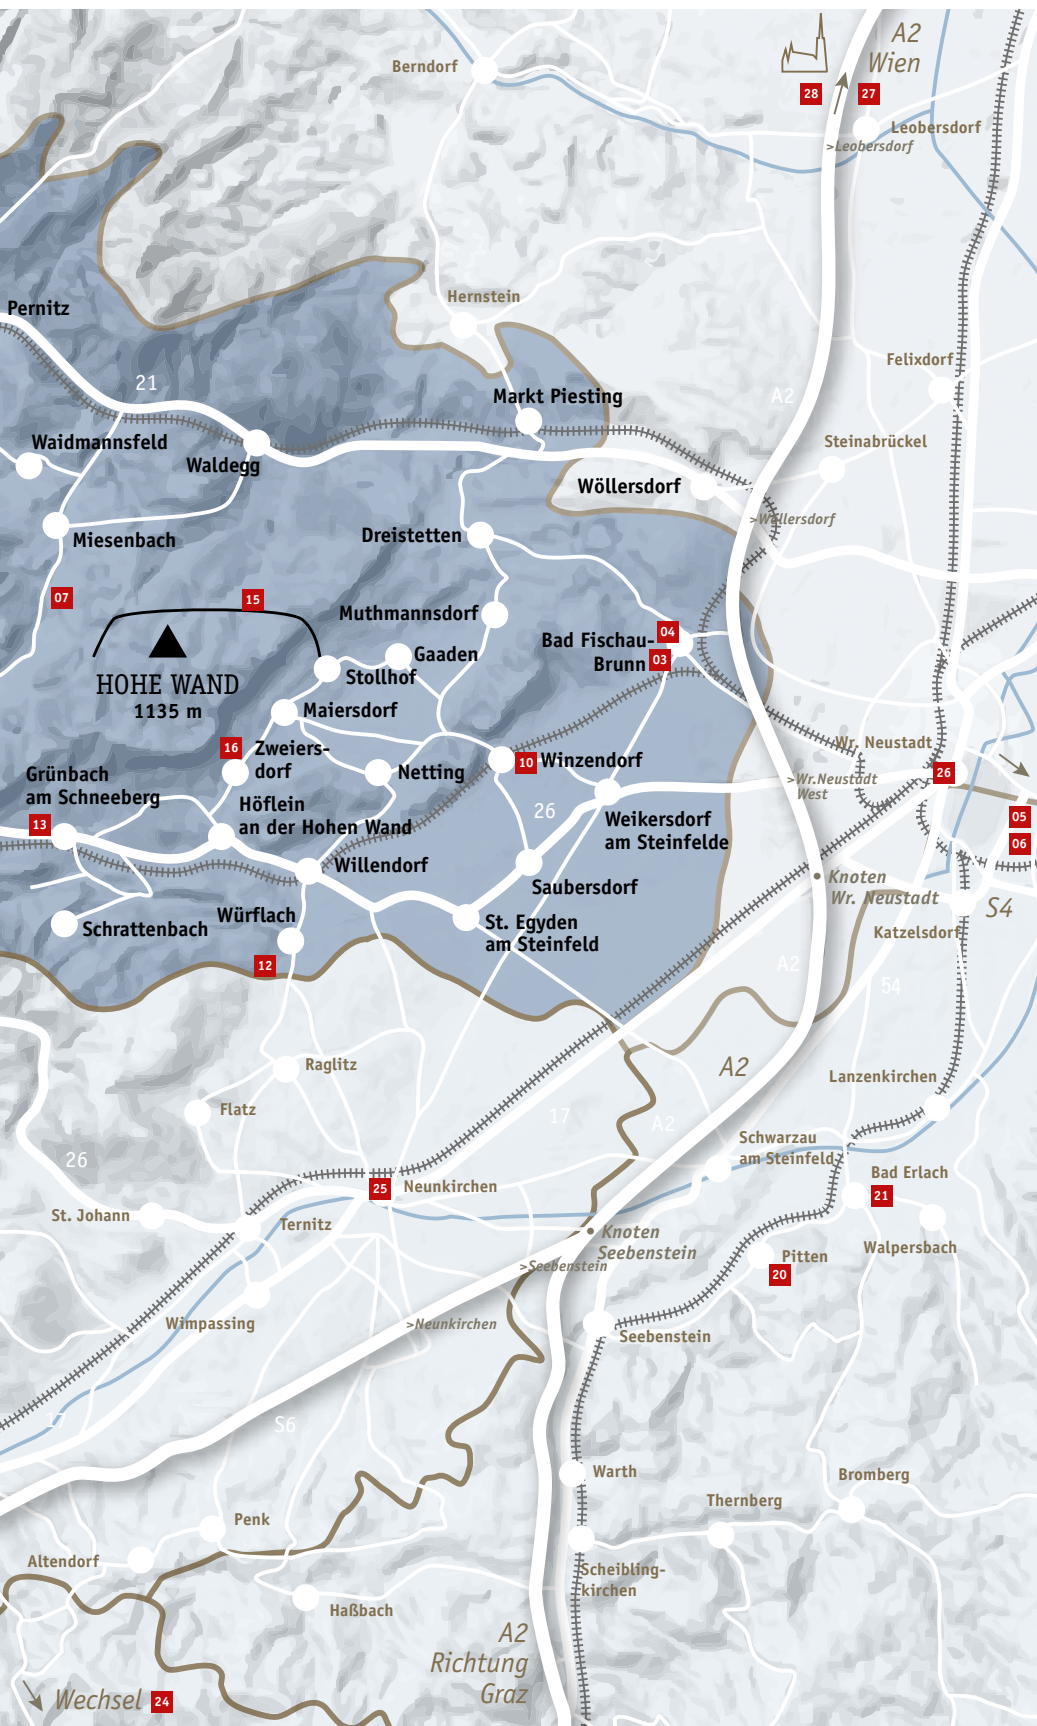 A2
Wien
Berndorf
28
27
Leobersdorf
>Leobersdorf
Hernstein
Pernitz
Felixdorf
21
A2
Markt Piesting
Waidmannsfeld
Waldegg
Steinabrückel
Wöllersdorf
>Wöllersdorf
Miesenbach
Dreistetten
07
15
Muthmannsdorf
04
Bad Fischau-
Brunn
03
Gaaden
Stollhof
HOHE WAND
1135 m
Maiersdorf
16
Zweiers-
dorf
Netting
10
Winzendorf
Wr. Neustadt
26
>Wr.Neustadt
West
Grünbach
am Schneeberg
13
Höflein
an der Hohen Wand
26
Weikersdorf
am Steinfelde
05
06
Willendorf
Saubersdorf
Knoten
Wr. Neustadt
S4
Schrattenbach
Würflach
St. Egyden
am Steinfeld
Katzelsdorf
12
A2
54
Raglitz
A2
Lanzenkirchen
Flatz
17
A2
26
Schwarzau
am Steinfeld
25
Neunkirchen
Bad Erlach
21
St. Johann
Ternitz
Knoten
Seebenstein
Walpersbach
>Seebenstein
Pitten
20
Wimpassing
>Neunkirchen
Seebenstein
17
S6
Warth
Bromberg
Thernberg
Penk
Altendorf
Scheibling-
kirchen
Haßbach
A2
Richtung
Graz
Wechsel
24